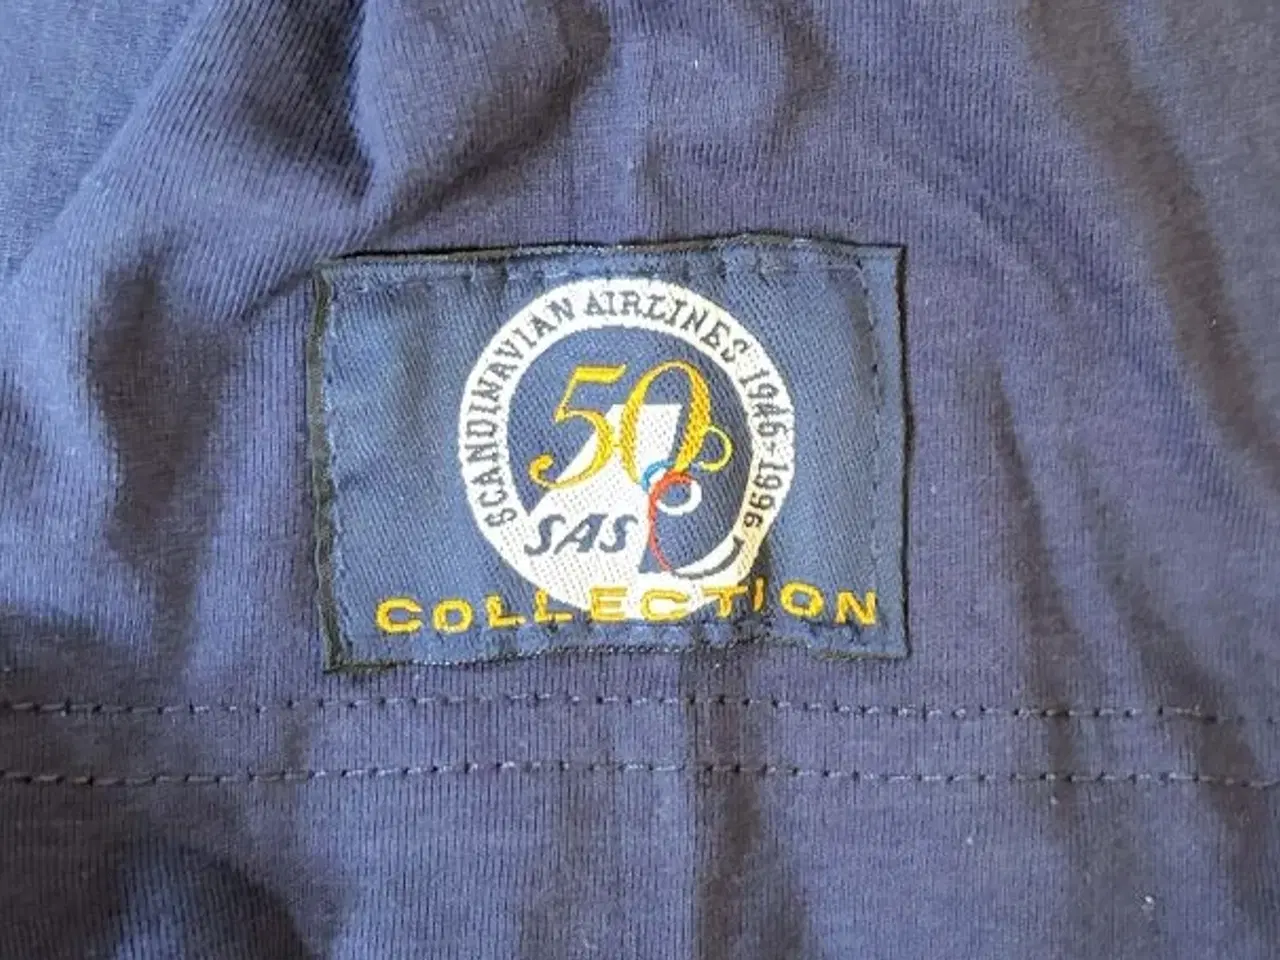 SCANDINAVIAN AIRLINES 1946-1996
50
SAS
COLLECTION